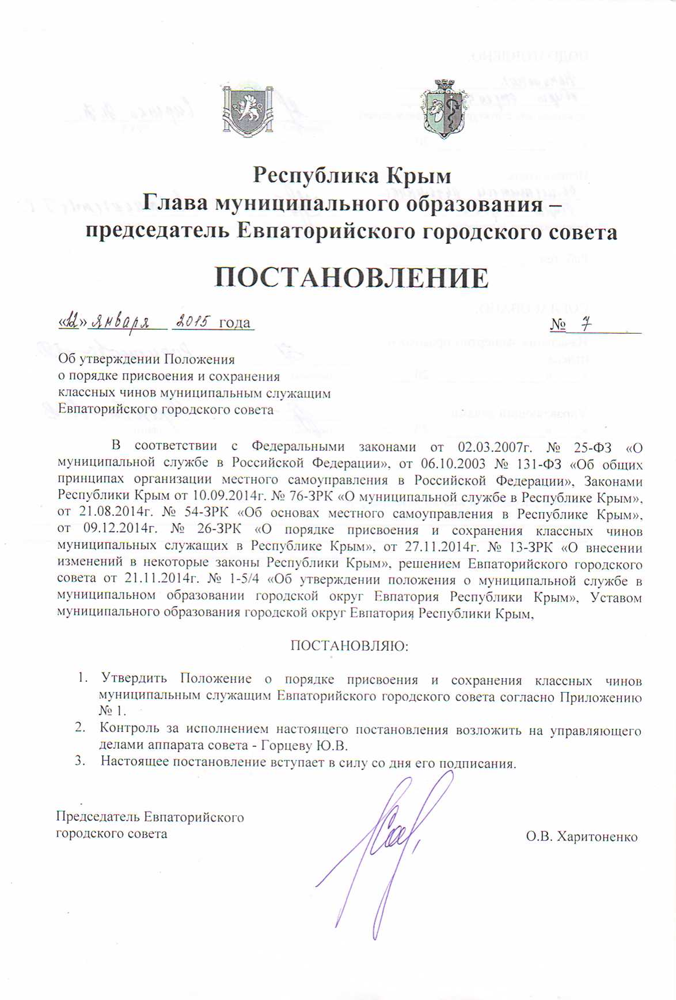 Республика Крым
Глава муниципального образования –
председатель Евпаторийского городского совета
ПОСТАНОВЛЕНИЕ
«12» января 2015 года № 7
Об утверждении Положения
о порядке присвоения и сохранения
классных чинов муниципальным служащим
Евпаторийского городского совета
В соответствии с Федеральными законами от 02.03.2007г. № 25-ФЗ «О
муниципальной службе в Российской Федерации», от 06.10.2003 № 131-ФЗ «Об общих
принципах организации местного самоуправления в Российской Федерации», Законами
Республики Крым от 10.09.2014г. № 76-ЗРК «О муниципальной службе в Республике Крым»,
от 21.08.2014г. № 54-ЗРК «Об основах местного самоуправления в Республике Крым»,
от 09.12.2014г. № 26-ЗРК «О порядке присвоения и сохранения классных чинов
муниципальных служащих в Республике Крым», от 27.11.2014г. № 13-ЗРК «О внесении
изменений в некоторые законы Республики Крым», решением Евпаторийского городского
совета от 21.11.2014г. № 1-5/4 «Об утверждении положения о муниципальной службе в
муниципальном образовании городской округ Евпатория Республики Крым», Уставом
муниципального образования городской округ Евпатория Республики Крым,
ПОСТАНОВЛЯЮ:
1. Утвердить Положение о порядке присвоения и сохранения классных чинов
муниципальным служащим Евпаторийского городского совета согласно Приложению
№ 1.
2. Контроль за исполнением настоящего постановления возложить на управляющего
делами аппарата совета - Горцеву Ю.В.
3. Настоящее постановление вступает в силу со дня его подписания.
Председатель Евпаторийского
городского совета О.В. Харитоненко